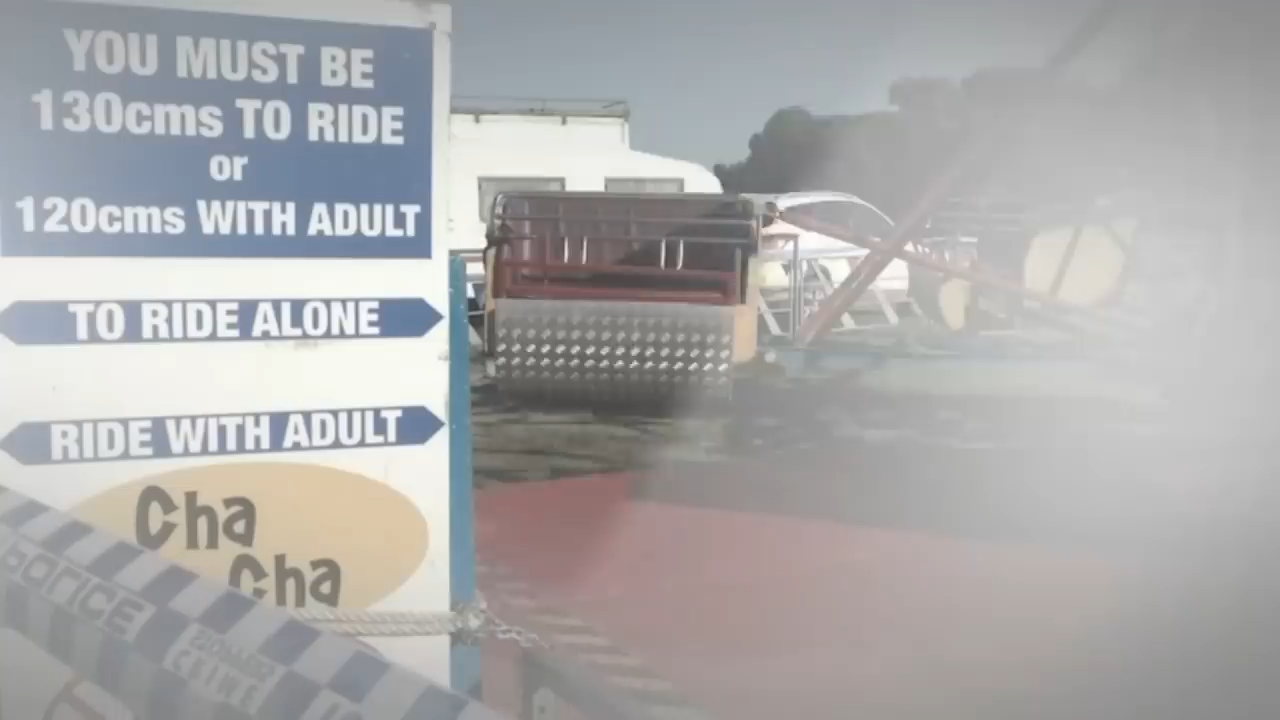 YOU MUST BE
130cms TO RIDE
or
120cms WITH ADULT
TO RIDE ALONE
RIDE WITH ADULT
Cha
Cha
POLICE